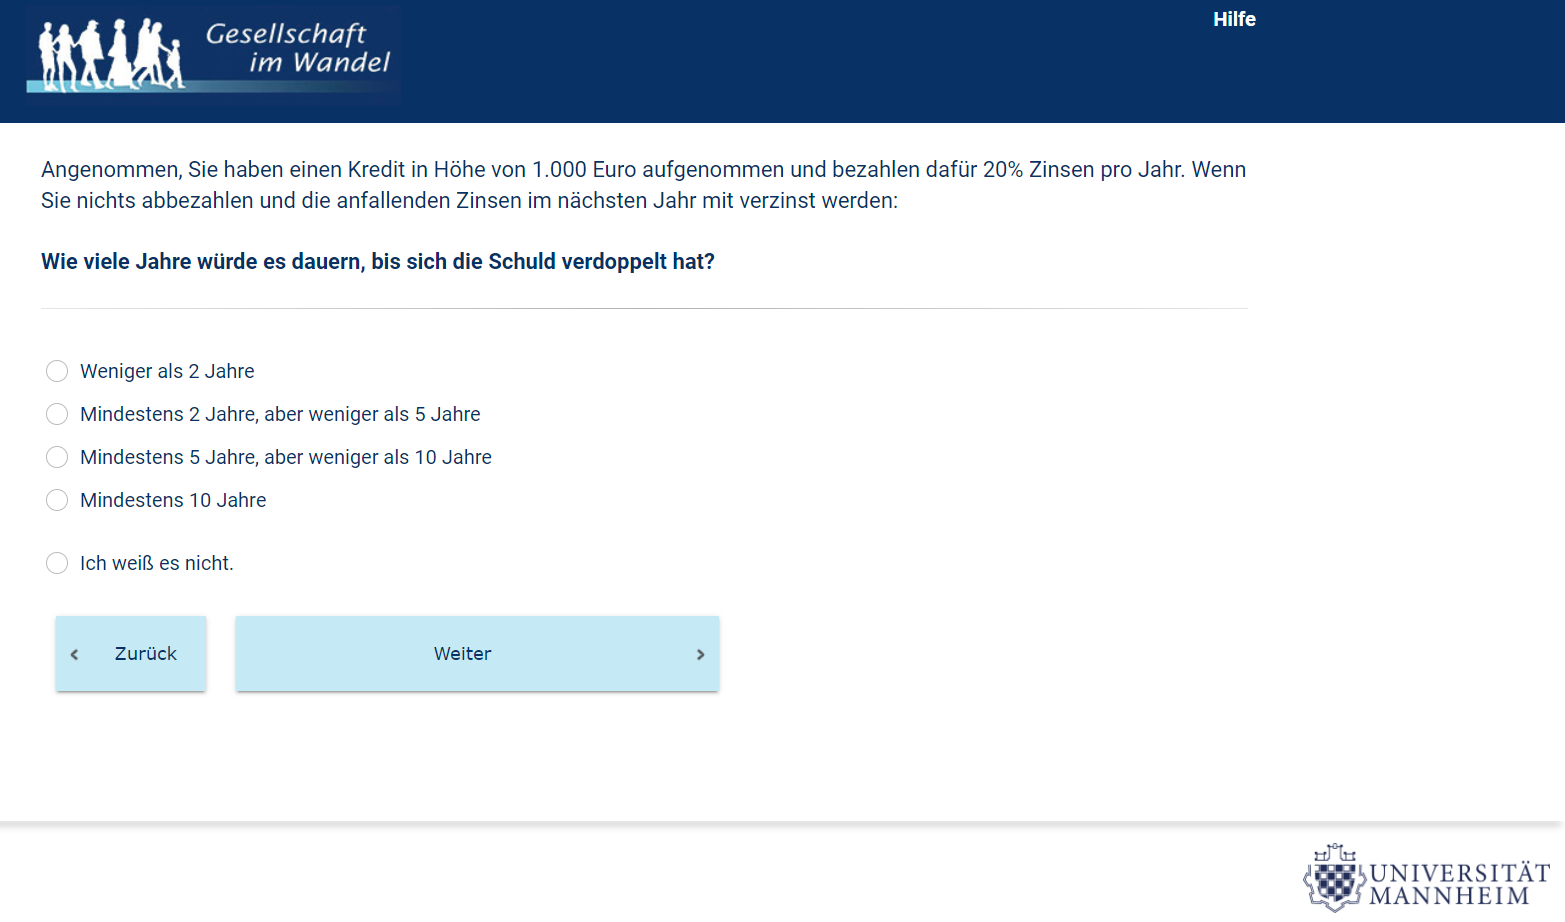 Gesellschaft
im Wandel
Hilfe
Angenommen, Sie haben einen Kredit in Höhe von 1.000 Euro aufgenommen und bezahlen dafür 20% Zinsen pro Jahr. Wenn
Sie nichts abbezahlen und die anfallenden Zinsen im nächsten Jahr mit verzinst werden:
Wie viele Jahre würde es dauern, bis sich die Schuld verdoppelt hat?
Weniger als 2 Jahre
Mindestens 2 Jahre, aber weniger als 5 Jahre
Mindestens 5 Jahre, aber weniger als 10 Jahre
Mindestens 10 Jahre
Ich weiß es nicht.
Zurück
Weiter
UNIVERSITÄT
MANNHEIM